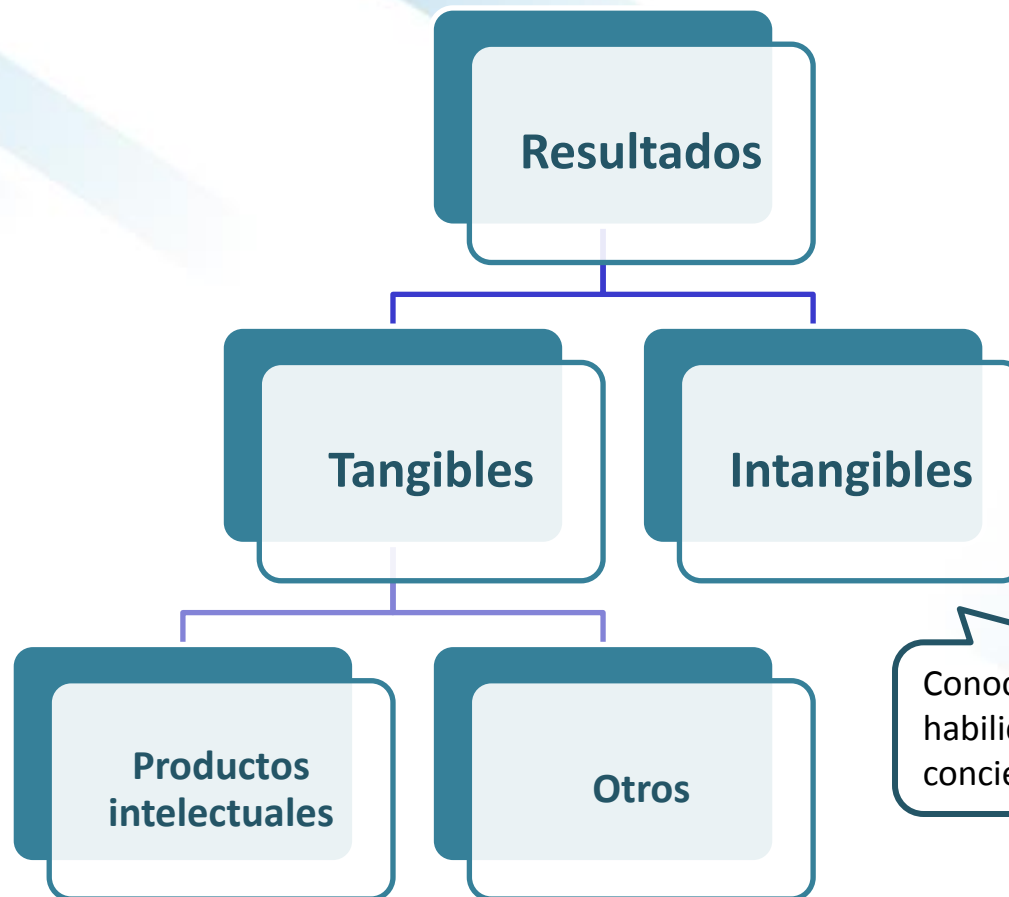 Resultados
Tangibles
Intangibles
Productos
intelectuales
Otros